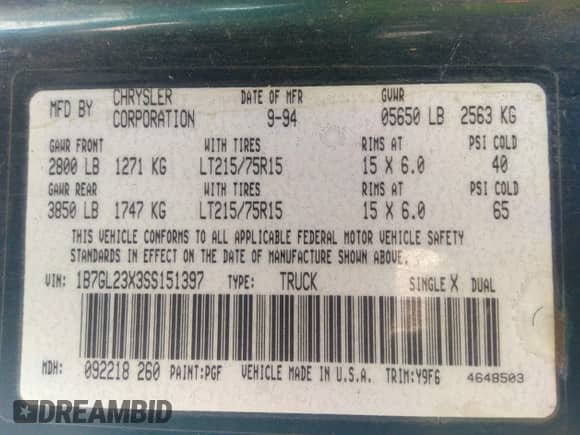 MFD BY CHRYSLER CORPORATION DATE OF MFR 9-94 GVWR 05650 LB 2563 KG
GAWR FRONT WITH TIRES RIMS AT PSI COLD
2800 LB 1271 KG LT215/75R15 15 X 6.0 40
GAWR REAR WITH TIRES RIMS AT PSI COLD
3850 LB 1747 KG LT215/75R15 15 X 6.0 65
THIS VEHICLE CONFORMS TO ALL APPLICABLE FEDERAL MOTOR VEHICLE SAFETY
STANDARDS IN EFFECT ON THE DATE OF MANUFACTURE SHOWN ABOVE.
VIN: 1B7GL23X3SS151397 TYPE: TRUCK SINGLE X DUAL
MDH: 092218 260 PAINT:PGF VEHICLE MADE IN U.S.A. TRIM:Y9F6 4648503
DREAMBID